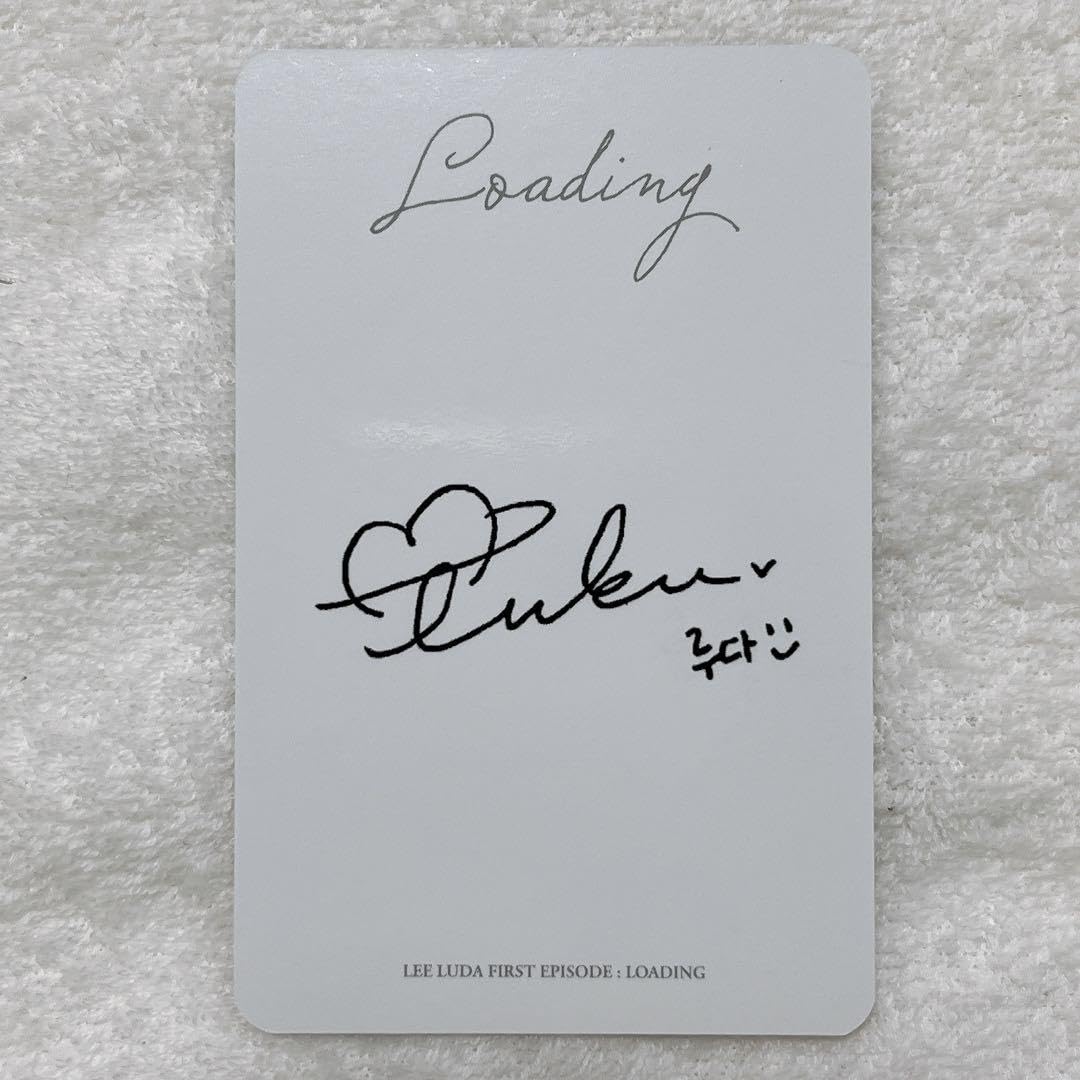 Loading
루다
LEE LUDA FIRST EPISODE : LOADING